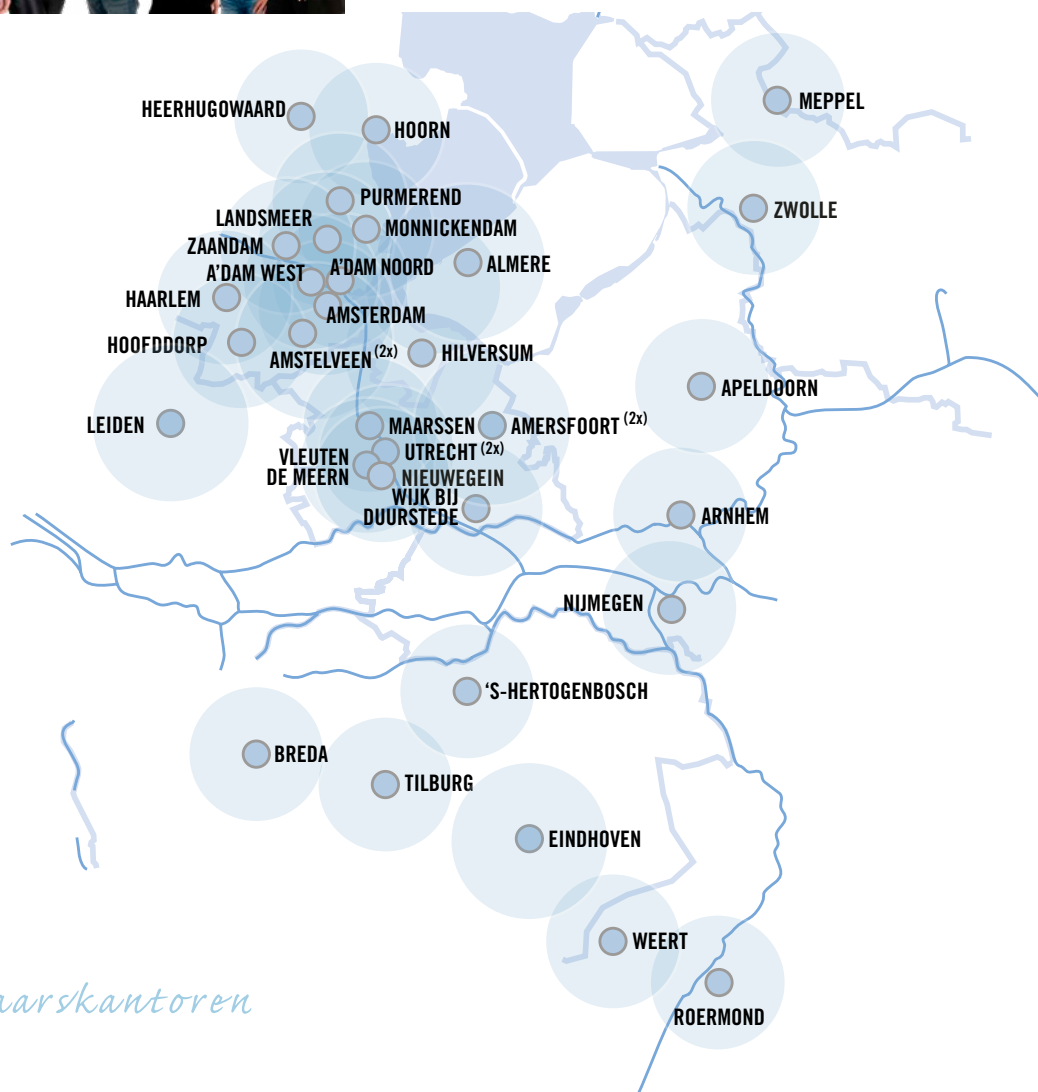 MEPPEL
HEERHUGOWAARD
HOORN
PURMEREND
ZWOLLE
LANDSMEER
MONNICKENDAM
ZAANDAM
A'DAM WEST
A'DAM NOORD
ALMERE
HAARLEM
AMSTERDAM
HOOFDDORP
AMSTELVEEN (2x)
HILVERSUM
APELDOORN
LEIDEN
MAARSSEN
AMERSFOORT (2x)
UTRECHT (2x)
VLEUTEN
DE MEERN
NIEUWEGEIN
WIJK BIJ
DUURSTEDE
ARNHEM
NIJMEGEN
‘S-HERTOGENBOSCH
BREDA
TILBURG
EINDHOVEN
WEERT
aarskantoren
ROERMOND